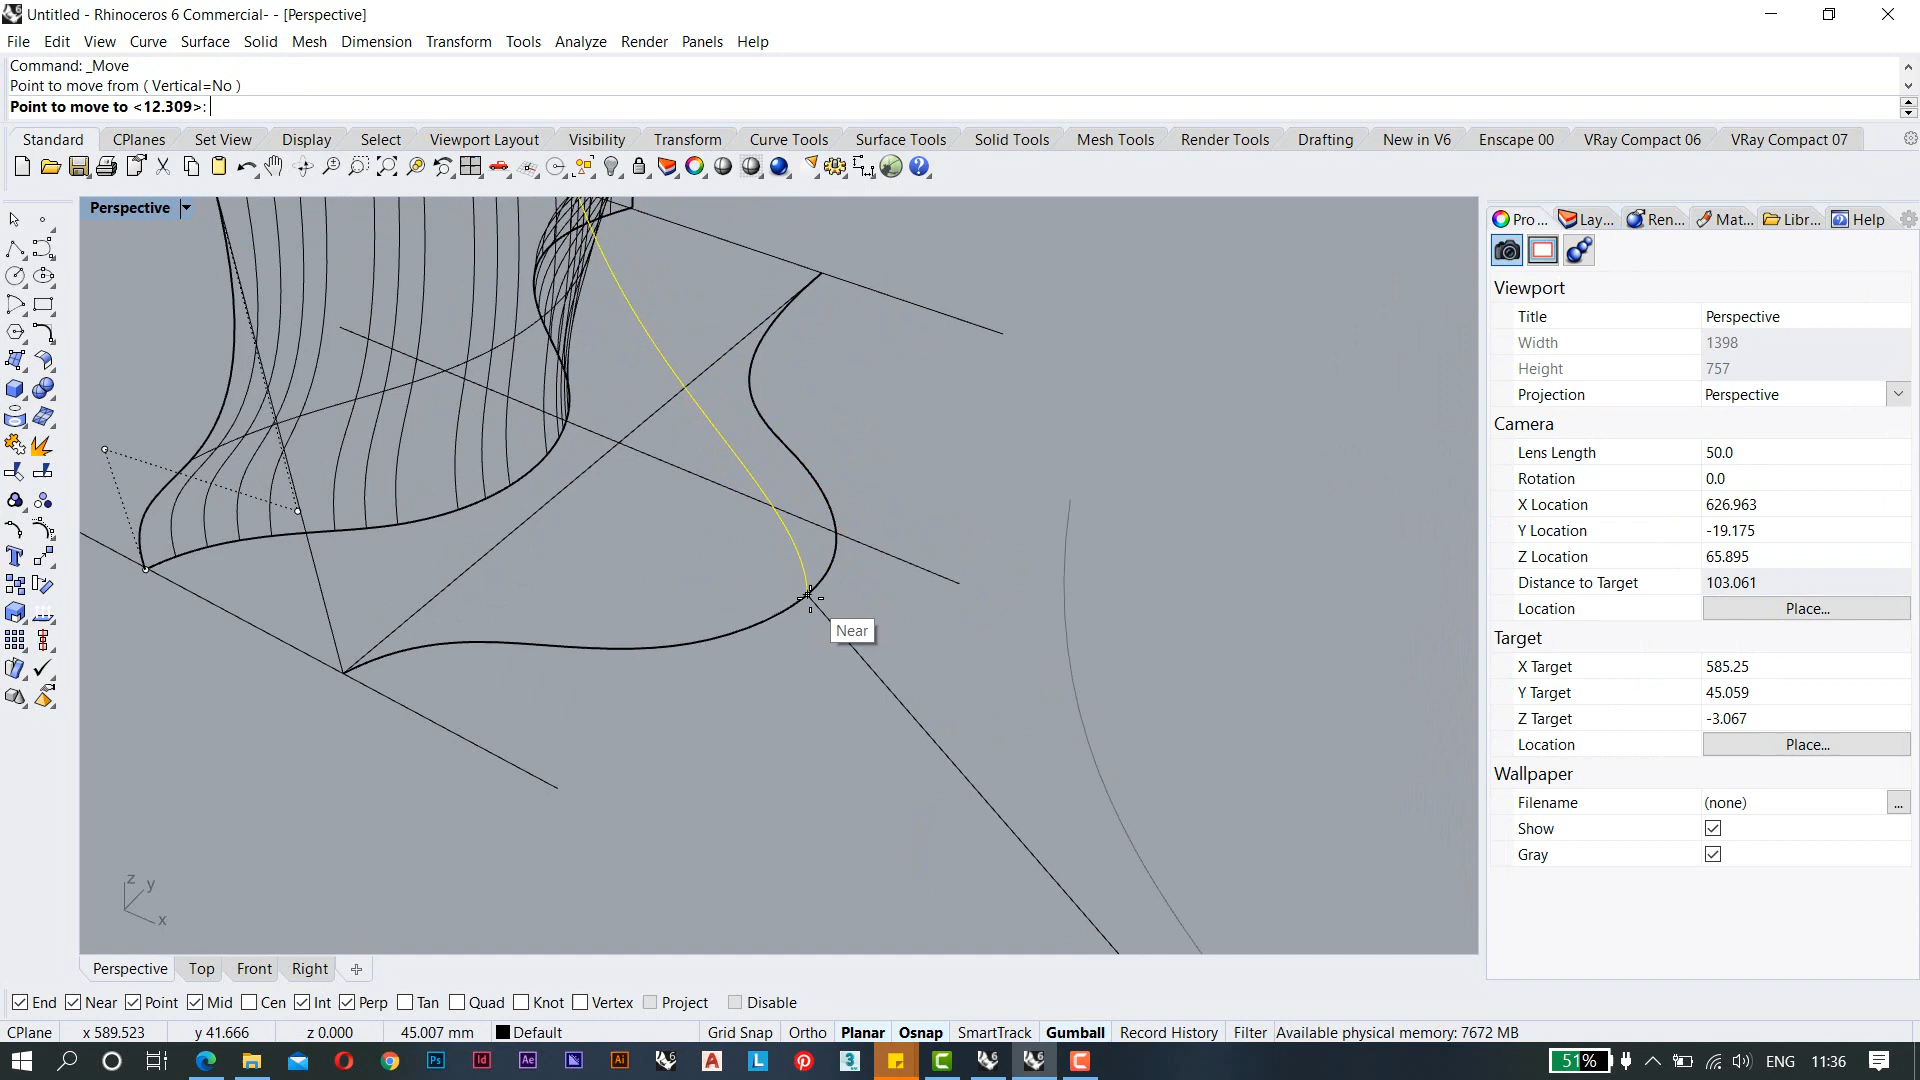 Untitled - Rhinoceros 6 Commercial- - [Perspective]
File Edit View Curve Surface Solid Mesh Dimension Transform Tools Analyze Render Panels Help
Command: _Move
Point to move from ( Vertical=No )
Point to move to <12.309>:
Standard CPlanes Set View Display Select Viewport Layout Visibility Transform Curve Tools Surface Tools Solid Tools Mesh Tools Render Tools Drafting New in V6 Enscape 00 VRay Compact 06 VRay Compact 07
Perspective
Pro... Lay... Ren... Mat... Libr... Help
Viewport
Title Perspective
Width 1398
Height 757
Projection Perspective
Camera
Lens Length 50.0
Rotation 0.0
X Location 626.963
Y Location -19.175
Z Location 65.895
Distance to Target 103.061
Location Place...
Near
Target
X Target 585.25
Y Target 45.059
Z Target -3.067
Location Place...
Wallpaper
Filename (none) ...
Show
Gray
z
y
x
Perspective Top Front Right
End Near Point Mid Cen Int Perp Tan Quad Knot Vertex Project Disable
CPlane x 589.523 y 41.666 z 0.000 45.007 mm Default Grid Snap Ortho Planar Osnap SmartTrack Gumball Record History Filter Available physical memory: 7672 MB
51% ENG 11:36